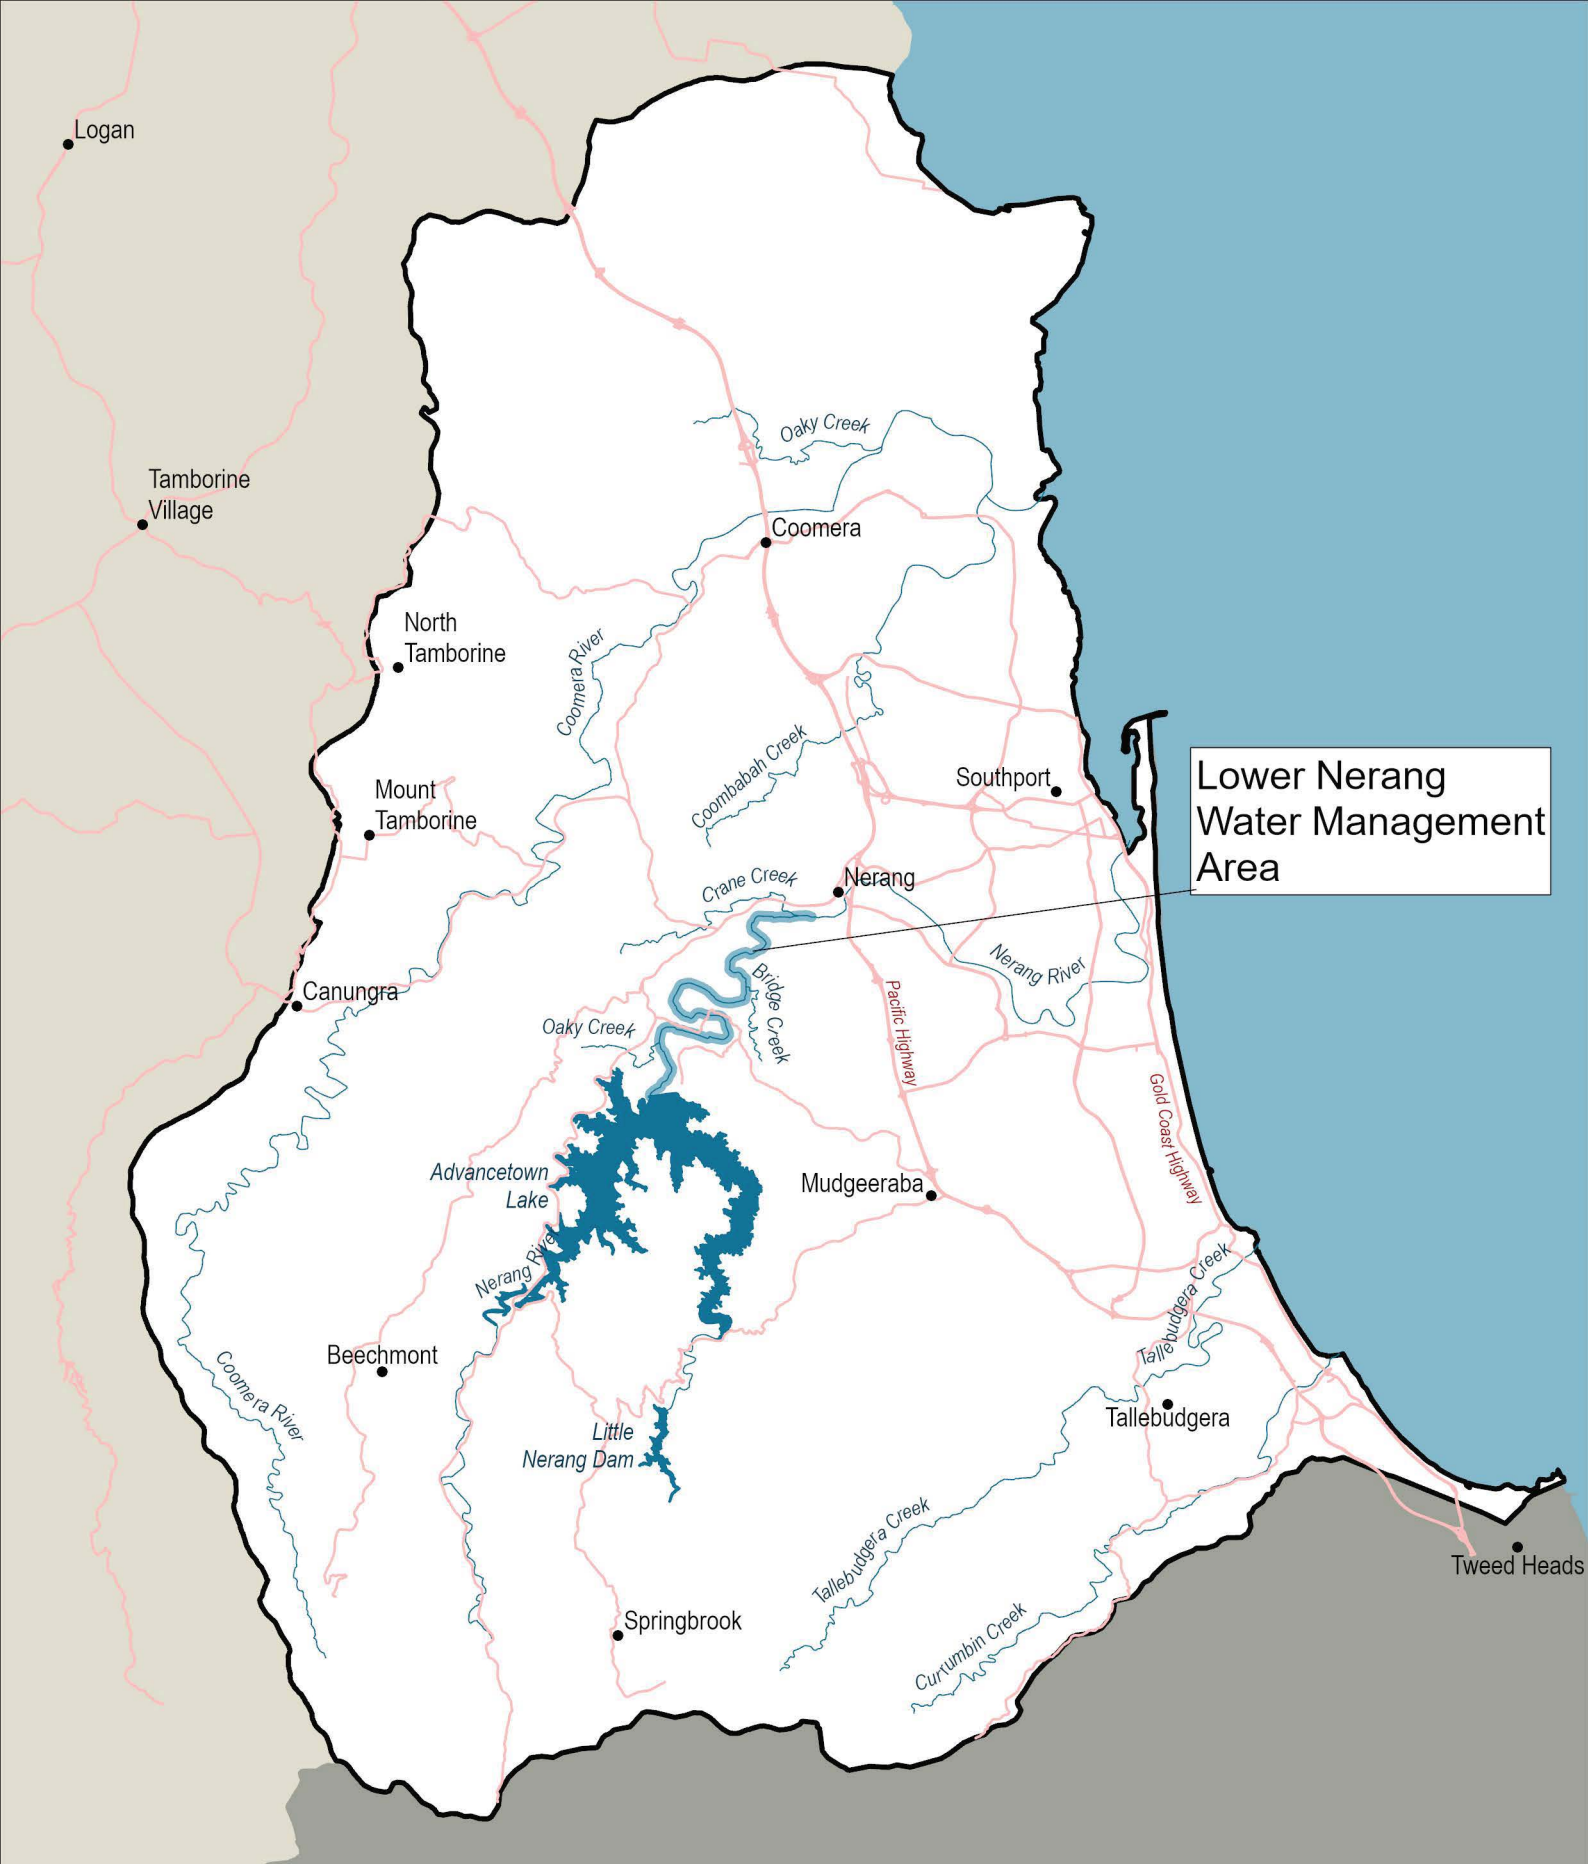 Logan
Oaky Creek
Tamborine
Village
Coomera
North
Tamborine
Coomera River
Coombabah Creek
Southport
Lower Nerang
Water Management
Area
Mount
Tamborine
Crane Creek
Nerang
Nerang River
Bridge Creek
Canungra
Pacific Highway
Oaky Creek
Gold Coast Highway
Advancetown
Lake
Mudgeeraba
Nerang River
Tallebudgera Creek
Beechmont
Coomera River
Tallebudgera
Little
Nerang Dam
Tallebudgera Creek
Tweed Heads
Springbrook
Currumbin Creek